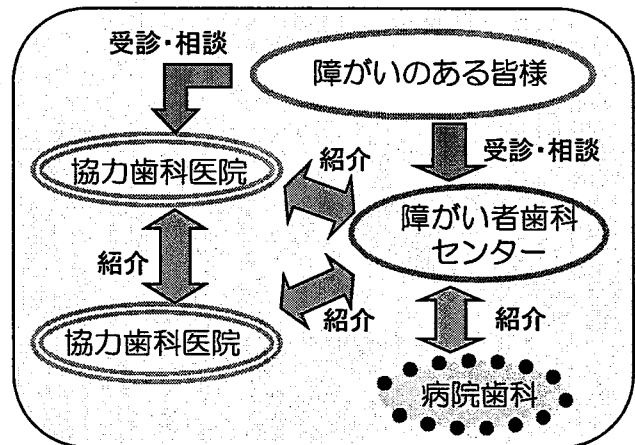 受診・相談
障がいのある皆様
協力歯科医院
紹介
受診・相談
障がい者歯科
センター
紹介
協力歯科医院
紹介
紹介
病院歯科